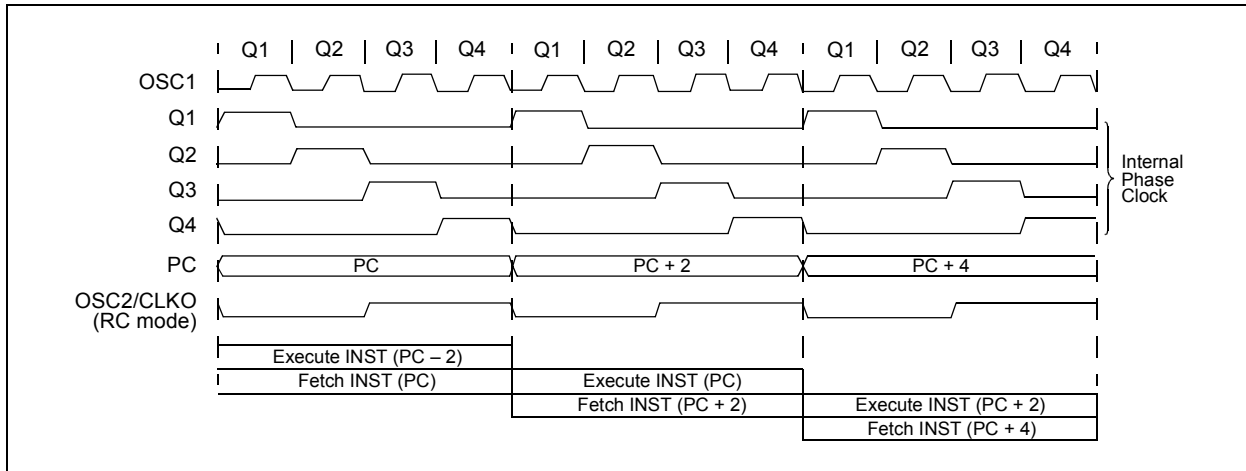 Q1 Q2 Q3 Q4 Q1 Q2 Q3 Q4 Q1 Q2 Q3 Q4
OSC1
Q1
Q2
Q3
Q4
Internal
Phase
Clock
PC PC PC + 2 PC + 4
OSC2/CLKO
(RC mode)
Execute INST (PC – 2)
Fetch INST (PC) Execute INST (PC)
Fetch INST (PC + 2) Execute INST (PC + 2)
Fetch INST (PC + 4)